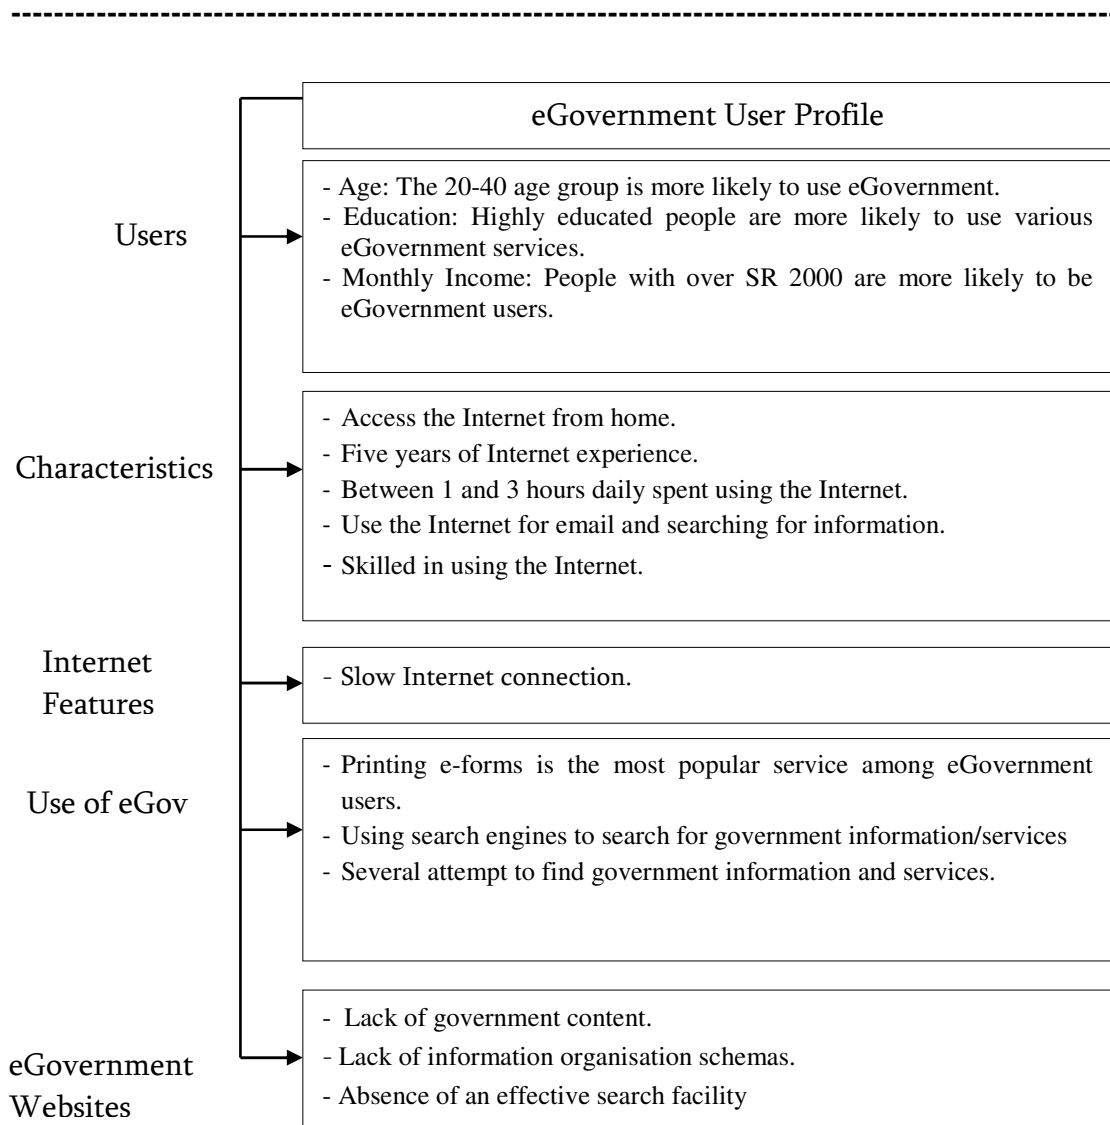 eGovernment User Profile
Users
- Age: The 20-40 age group is more likely to use eGovernment.
- Education: Highly educated people are more likely to use various
eGovernment services.
- Monthly Income: People with over SR 2000 are more likely to be
eGovernment users.
Characteristics
- Access the Internet from home.
- Five years of Internet experience.
- Between 1 and 3 hours daily spent using the Internet.
- Use the Internet for email and searching for information.
- Skilled in using the Internet.
Internet
Features
- Slow Internet connection.
Use of eGov
- Printing e-forms is the most popular service among eGovernment
users.
- Using search engines to search for government information/services
- Several attempt to find government information and services.
eGovernment
Websites
- Lack of government content.
- Lack of information organisation schemas.
- Absence of an effective search facility